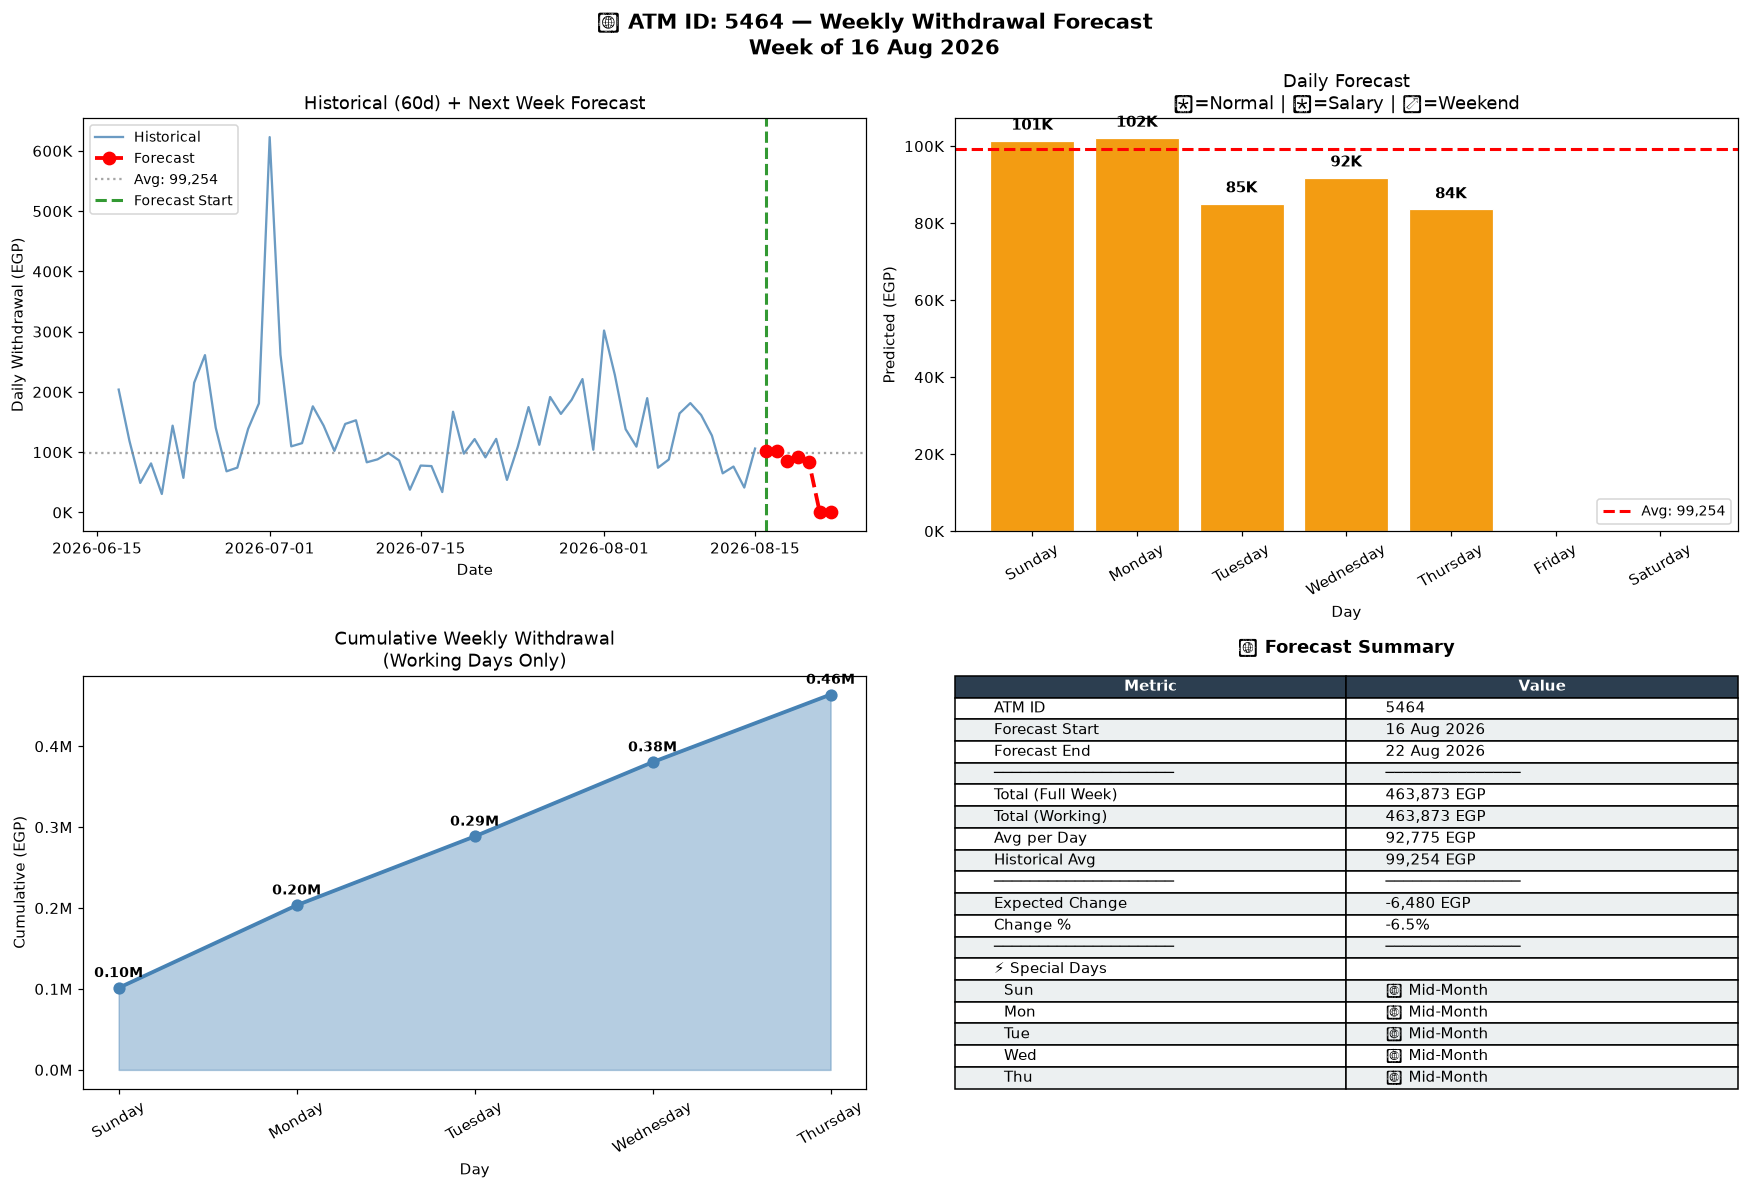 ATM ID: 5464 — Weekly Withdrawal Forecast
Week of 16 Aug 2026
Historical (60d) + Next Week Forecast
Historical
Forecast
Avg: 99,254
Forecast Start
600K
500K
400K
300K
200K
100K
0K
Daily Withdrawal (EGP)
2026-06-15
2026-07-01
2026-07-15
2026-08-01
2026-08-15
Date
Daily Forecast
=Normal | =Salary | =Weekend
101K
102K
85K
92K
84K
100K
80K
60K
40K
20K
0K
Predicted (EGP)
Avg: 99,254
Sunday
Monday
Tuesday
Wednesday
Thursday
Friday
Saturday
Day
Cumulative Weekly Withdrawal
(Working Days Only)
0.10M
0.20M
0.29M
0.38M
0.46M
0.4M
0.3M
0.2M
0.1M
0.0M
Cumulative (EGP)
Sunday
Monday
Tuesday
Wednesday
Thursday
Day
Forecast Summary
Metric Value
ATM ID 5464
Forecast Start 16 Aug 2026
Forecast End 22 Aug 2026
Total (Full Week) 463,873 EGP
Total (Working) 463,873 EGP
Avg per Day 92,775 EGP
Historical Avg 99,254 EGP
Expected Change -6,480 EGP
Change % -6.5%
⚡ Special Days
Sun Mid-Month
Mon Mid-Month
Tue Mid-Month
Wed Mid-Month
Thu Mid-Month